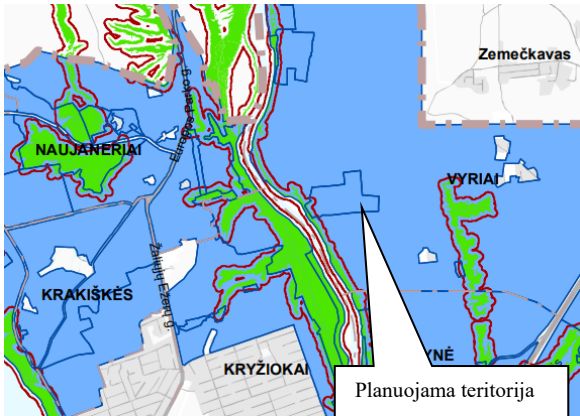 Zemečkavas
Europos Parko g.
NAUJANERIAI
VYRIAI
Žaliųjų Ežerų g.
KRAKIŠKĖS
YNĖ
KRYŽIOKAI
Planuojama teritorija